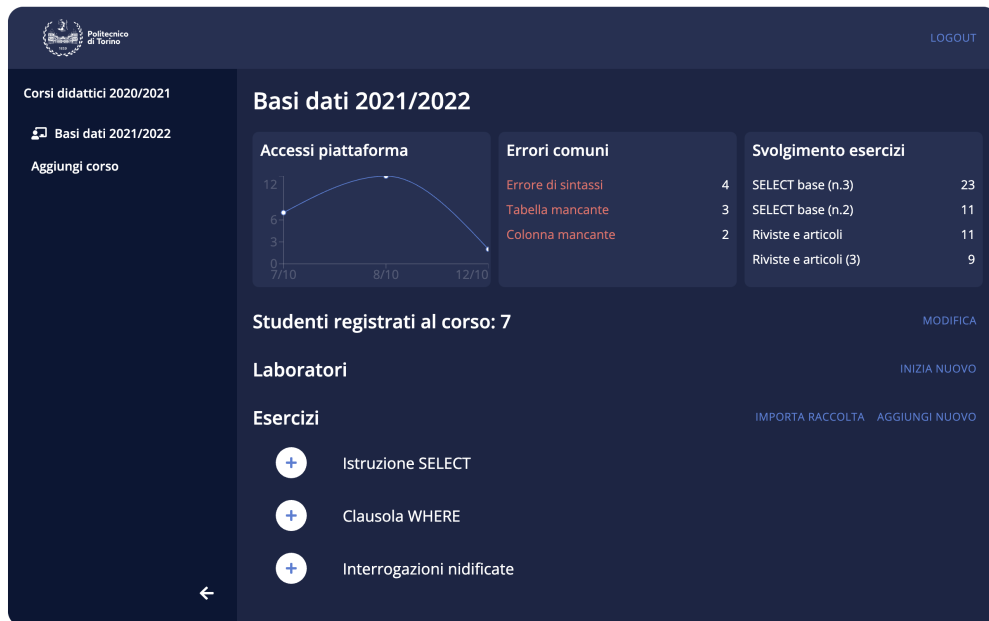 Politecnico
di Torino
1859
LOGOUT
Corsi didattici 2020/2021
Basi dati 2021/2022
Aggiungi corso
Basi dati 2021/2022
Accessi piattaforma
12
6
3
0
7/10 8/10 12/10
Errori comuni
Errore di sintassi 4
Tabella mancante 3
Colonna mancante 2
Svolgimento esercizi
SELECT base (n.3) 23
SELECT base (n.2) 11
Riviste e articoli 11
Riviste e articoli (3) 9
Studenti registrati al corso: 7 MODIFICA
Laboratori INIZIA NUOVO
Esercizi IMPORTA RACCOLTA AGGIUNGI NUOVO
Istruzione SELECT
Clausola WHERE
Interrogazioni nidificate